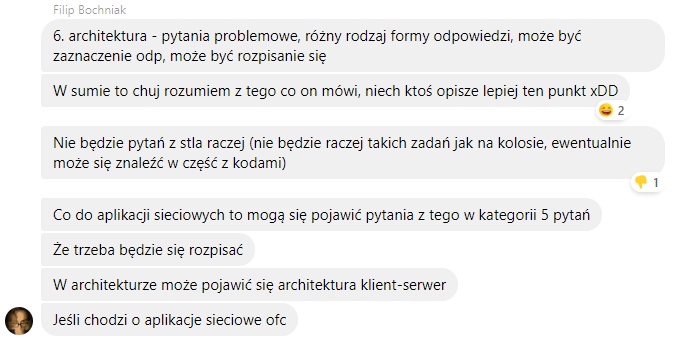 Filip Bochniak
6. architektura - pytania problemowe, różny rodzaj formy odpowiedzi, może być
zaznaczenie odp, może być rozpisanie się
W sumie to chuj rozumiem z tego co on mówi, niech ktoś opisze lepiej ten punkt xDD
2
Nie będzie pytań z stla raczej (nie będzie raczej takich zadań jak na kolosie, ewentualnie
może się znaleźć w część z kodami)
1
Co do aplikacji sieciowych to mogą się pojawić pytania z tego w kategorii 5 pytań
Że trzeba będzie się rozpisać
W architekturze może pojawić się architektura klient-serwer
Jeśli chodzi o aplikacje sieciowe ofc